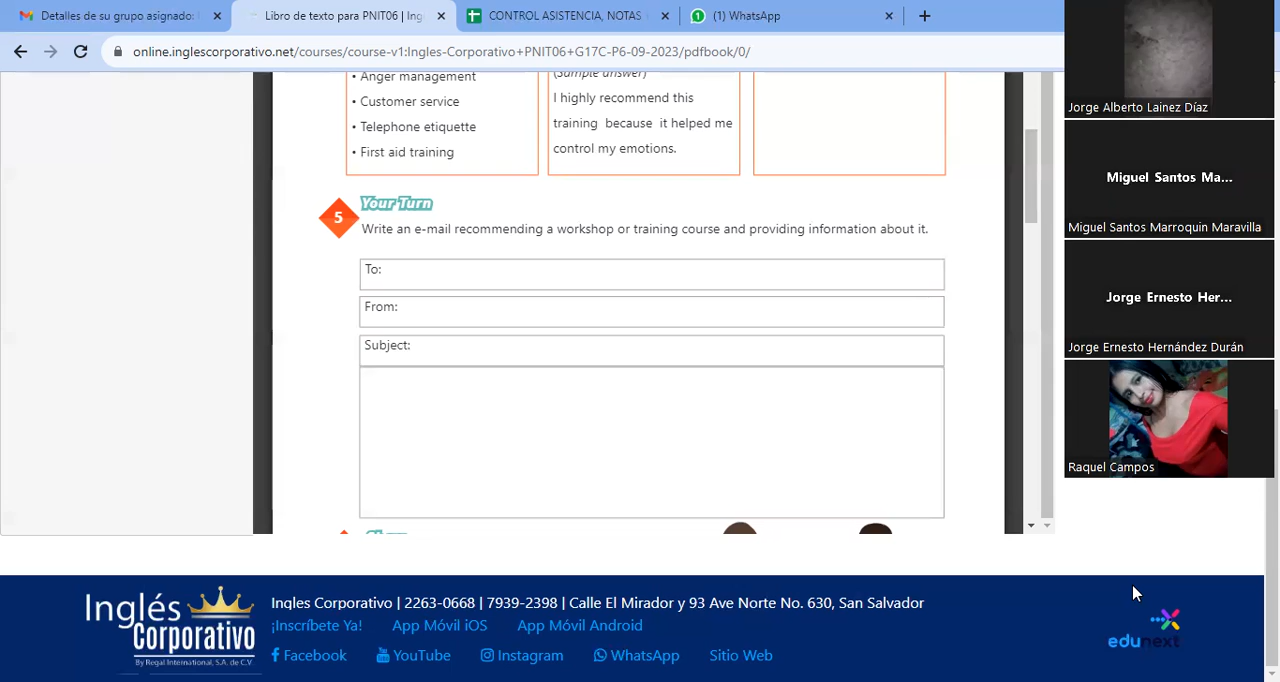 Detalles de su grupo asignado:
Libro de texto para PNIT06 | Ing
CONTROL ASISTENCIA, NOTAS
(1) WhatsApp
online.inglescorporativo.net/courses/course-v1:Ingles-Corporativo+PNIT06+G17C-P6-09-2023/pdfbook/0/
• Anger management
• Customer service
• Telephone etiquette
• First aid training
(Sample answer)
I highly recommend this
training because it helped me
control my emotions.
5
Your Turn
Write an e-mail recommending a workshop or training course and providing information about it.
To:
From:
Subject:
Jorge Alberto Lainez Díaz
Miguel Santos Ma...
Miguel Santos Marroquin Maravilla
Jorge Ernesto Her...
Jorge Ernesto Hernández Durán
Raquel Campos
Inglés
Corporativo
By Regal International, S.A. de C.V.
Ingles Corporativo | 2263-0668 | 7939-2398 | Calle El Mirador y 93 Ave Norte No. 630, San Salvador
¡Inscríbete Ya! App Móvil iOS App Móvil Android
Facebook YouTube Instagram WhatsApp Sitio Web
edunext